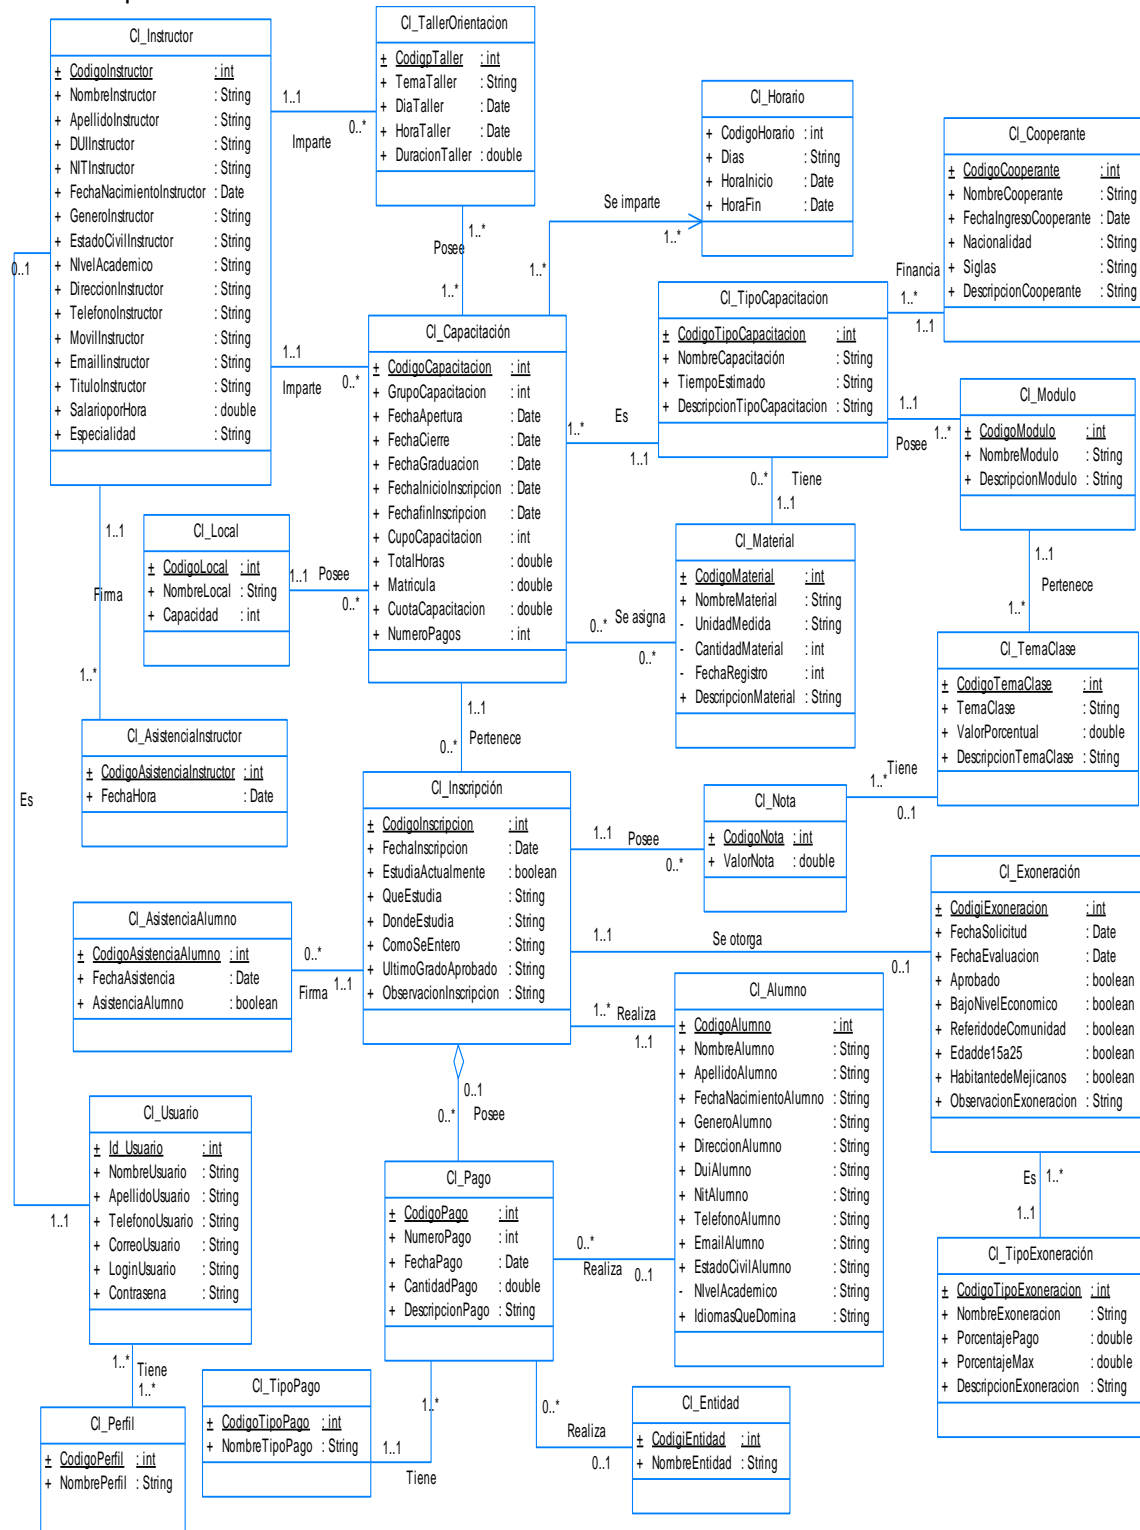 Cl_Instructor
+ CodigoInstructor : int
+ NombreInstructor : String
+ ApellidoInstructor : String
+ DUIInstructor : String
+ NITInstructor : String
+ FechaNacimientoInstructor : Date
+ GeneroInstructor : String
+ EstadoCivilInstructor : String
+ NIvelAcademico : String
+ DireccionInstructor : String
+ TelefonoInstructor : String
+ MovilInstructor : String
+ EmailIinstructor : String
+ TituloInstructor : String
+ SalarioporHora : double
+ Especialidad : String
1..1
Imparte
0..*
Cl_TallerOrientacion
+ CodigpTaller : int
+ TemaTaller : String
+ DiaTaller : Date
+ HoraTaller : Date
+ DuracionTaller : double
1..*
Posee
1..*
Cl_Horario
+ CodigoHorario : int
+ Dias : String
+ HoraInicio : Date
+ HoraFin : Date
Se imparte
1..*
1..*
Cl_Cooperante
+ CodigoCooperante : int
+ NombreCooperante : String
+ FechaIngresoCooperante : Date
+ Nacionalidad : String
+ Siglas : String
+ DescripcionCooperante : String
Financia
1..*
1..1
Cl_TipoCapacitacion
+ CodigoTipoCapacitacion : int
+ NombreCapacitación : String
+ TiempoEstimado : String
+ DescripcionTipoCapacitacion : String
1..1
Posee
1..*
Cl_Capacitación
+ CodigoCapacitacion : int
+ GrupoCapacitacion : int
+ FechaApertura : Date
+ FechaCierre : Date
+ FechaGraduacion : Date
+ FechaInicioInscripcion : Date
+ FechafinInscripcion : Date
+ CupoCapacitacion : int
+ TotalHoras : double
+ Matricula : double
+ CuotaCapacitacion : double
+ NumeroPagos : int
1..1
Imparte
0..*
1..*
Es
1..1
Cl_Modulo
+ CodigoModulo : int
+ NombreModulo : String
+ DescripcionModulo : String
0..*
Tiene
1..1
Cl_Local
+ CodigoLocal : int
+ NombreLocal : String
+ Capacidad : int
1..1
Posee
0..*
Cl_Material
+ CodigoMaterial : int
+ NombreMaterial : String
- UnidadMedida : String
- CantidadMaterial : int
- FechaRegistro : int
+ DescripcionMaterial : String
0..*
Se asigna
0..*
1..1
Pertenece
1..*
Cl_TemaClase
+ CodigoTemaClase : int
+ TemaClase : String
+ ValorPorcentual : double
+ DescripcionTemaClase : String
1..1
Firma
1..*
Cl_AsistenciaInstructor
+ CodigoAsistenciaInstructor : int
+ FechaHora : Date
1..1
Pertenece
0..*
Cl_Inscripción
+ CodigoInscripcion : int
+ FechaInscripcion : Date
+ EstudiaActualmente : boolean
+ QueEstudia : String
+ DondeEstudia : String
+ ComoSeEntero : String
+ UltimoGradoAprobado : String
+ ObservacionInscripcion : String
Cl_Nota
+ CodigoNota : int
+ ValorNota : double
1..*
Tiene
0..1
1..1
Posee
0..*
Cl_Exoneración
+ CodigiExoneracion : int
+ FechaSolicitud : Date
+ FechaEvaluacion : Date
+ Aprobado : boolean
+ BajoNivelEconomico : boolean
+ ReferidodeComunidad : boolean
+ Edadde15a25 : boolean
+ HabitantedeMejicanos : boolean
+ ObservacionExoneracion : String
1..1
Se otorga
0..1
Cl_AsistenciaAlumno
+ CodigoAsistenciaAlumno : int
+ FechaAsistencia : Date
+ AsistenciaAlumno : boolean
0..*
Firma
1..1
Cl_Alumno
+ CodigoAlumno : int
+ NombreAlumno : String
+ ApellidoAlumno : String
+ FechaNacimientoAlumno : String
+ GeneroAlumno : String
+ DireccionAlumno : String
+ DuiAlumno : String
+ NitAlumno : String
+ TelefonoAlumno : String
+ EmailAlumno : String
+ EstadoCivilAlumno : String
- NIvelAcademico : String
+ IdiomasQueDomina : String
1..*
Realiza
1..1
0..1
Es
1..1
Cl_Usuario
+ Id_Usuario : int
+ NombreUsuario : String
+ ApellidoUsuario : String
+ TelefonoUsuario : String
+ CorreoUsuario : String
+ LoginUsuario : String
+ Contrasena : String
0..1
0..*
Posee
Cl_Pago
+ CodigoPago : int
+ NumeroPago : int
+ FechaPago : Date
+ CantidadPago : double
+ DescripcionPago : String
0..*
Realiza
0..1
Es
1..*
1..1
Cl_TipoExoneración
+ CodigoTipoExoneracion : int
+ NombreExoneracion : String
+ PorcentajePago : double
+ PorcentajeMax : double
+ DescripcionExoneracion : String
1..*
Tiene
1..*
Cl_Perfil
+ CodigoPerfil : int
+ NombrePerfil : String
Cl_TipoPago
+ CodigoTipoPago : int
+ NombreTipoPago : String
1..*
1..1
Tiene
0..*
Realiza
0..1
Cl_Entidad
+ CodigiEntidad : int
+ NombreEntidad : String